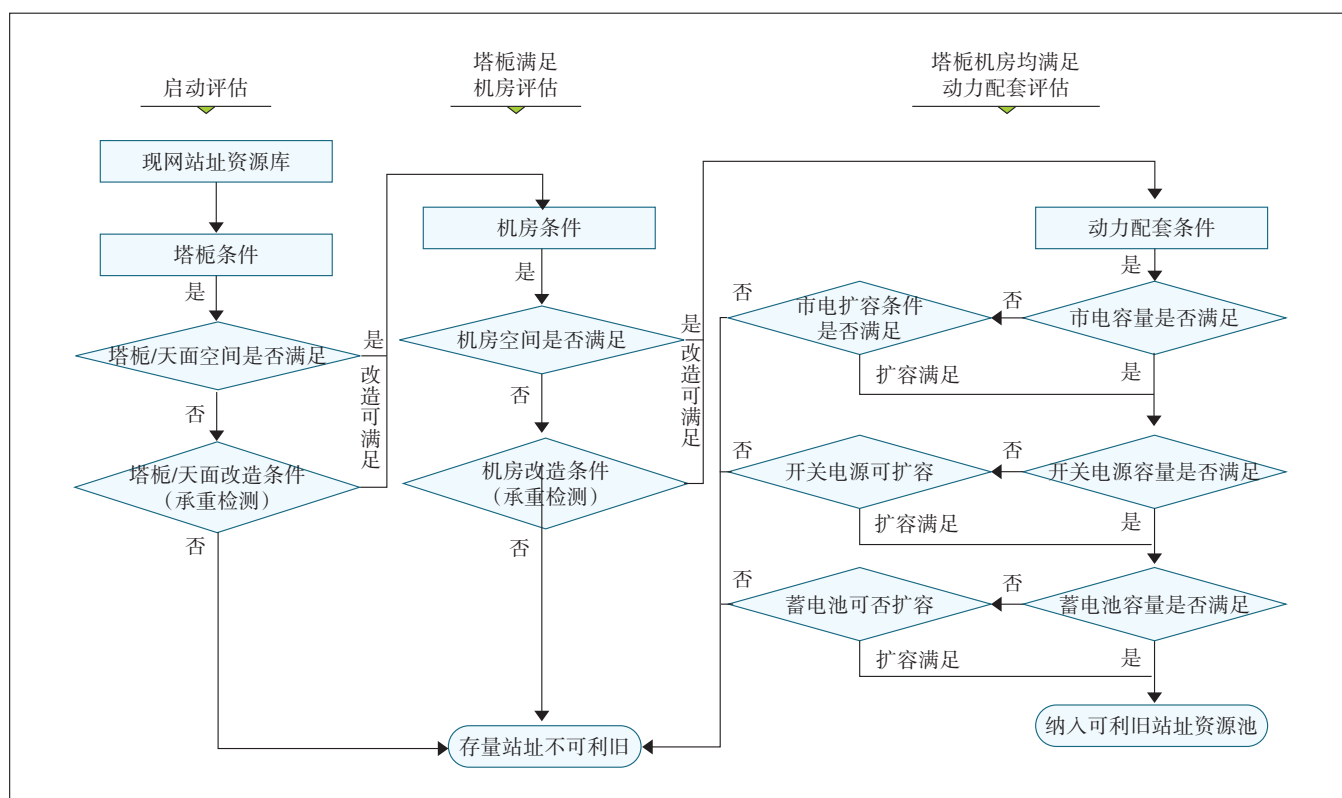 启动评估
塔桅满足
机房评估
塔桅机房均满足
动力配套评估
现网站址资源库
塔桅条件
是
塔桅/天面空间是否满足
是
改造可满足
否
塔桅/天面改造条件
（承重检测）
否
机房条件
是
机房空间是否满足
是
改造可满足
否
机房改造条件
（承重检测）
否
动力配套条件
是
市电容量是否满足
否
市电扩容条件
是否满足
否
扩容满足
是
开关电源容量是否满足
否
开关电源可扩容
否
扩容满足
是
蓄电池容量是否满足
否
蓄电池可否扩容
否
扩容满足
是
存量站址不可利旧
纳入可利旧站址资源池